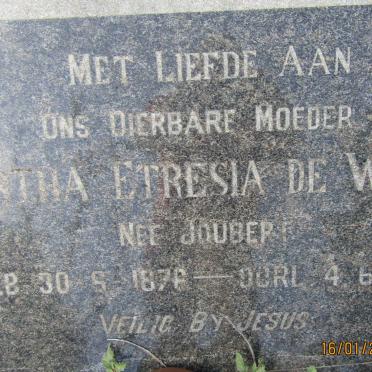 MET LIEFDE AAN
ONS DIERBARE MOEDER
ETRESIA DE
NEE JOUBERT
30-5-1876 — OORL. 4.
VEILIG BY JESUS.
16/01/2